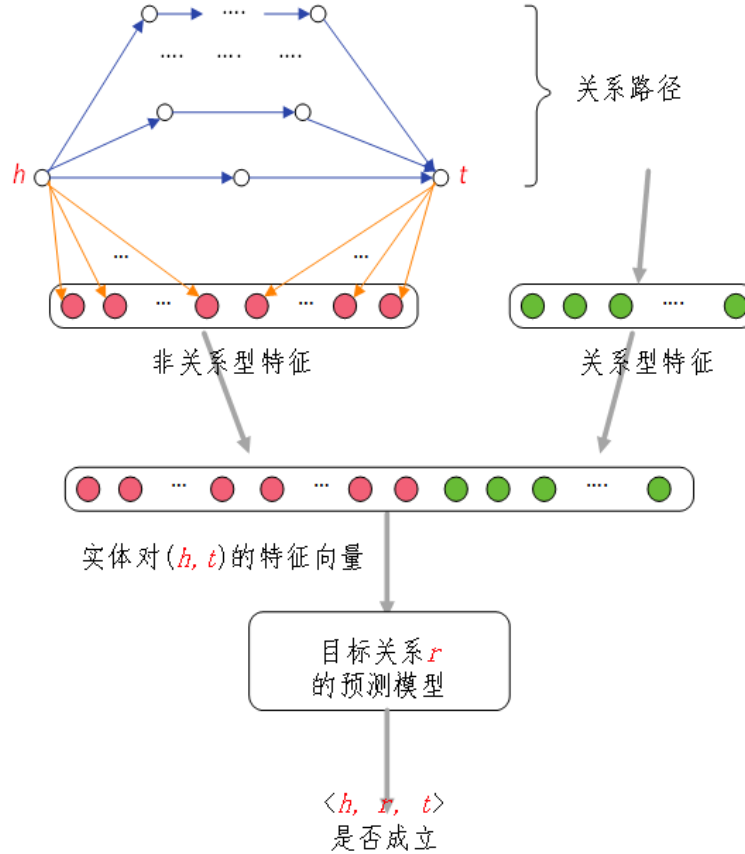 ....
.... .... ....
关系路径
h
t
... ...
... ... ....
非关系型特征
关系型特征
... ... ....
实体对(h, t)的特征向量
目标关系r
的预测模型
<h, r, t>
是否成立